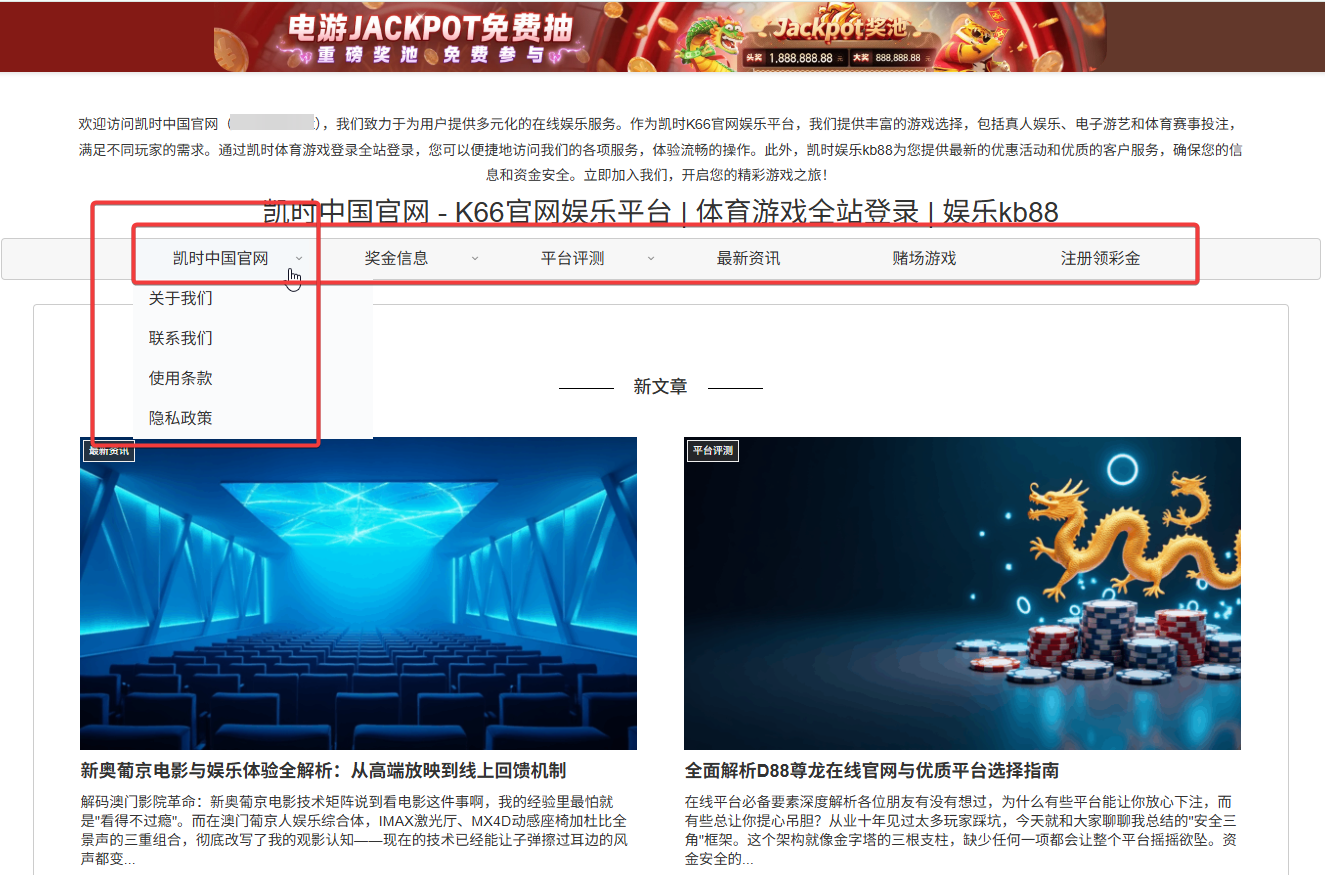 电游JACKPOT免费抽
重磅奖池 免费参与
Jackpot奖池
头奖 1,888,888.88 元 大奖 888,888.88 元
欢迎访问凯时中国官网（），我们致力于为用户提供多元化的在线娱乐服务。作为凯时K66官网娱乐平台，我们提供丰富的游戏选择，包括真人娱乐、电子游艺和体育赛事投注，
满足不同玩家的需求。通过凯时体育游戏登录全站登录，您可以便捷地访问我们的各项服务，体验流畅的操作。此外，凯时娱乐kb88为您提供最新的优惠活动和优质的客户服务，确保您的信
息和资金安全。立即加入我们，开启您的精彩游戏之旅！
凯时中国官网 - K66官网娱乐平台 | 体育游戏全站登录 | 娱乐kb88
凯时中国官网 奖金信息 平台评测 最新资讯 赌场游戏 注册领彩金
关于我们
联系我们
使用条款
隐私政策
新文章
最新资讯
平台评测
新奥葡京电影与娱乐体验全解析：从高端放映到线上回馈机制
解码澳门影院革命：新奥葡京电影技术矩阵说到看电影这件事啊，我的经验里最怕就
是"看得不过瘾"。而在澳门葡京人娱乐综合体，IMAX激光厅、MX4D动感座椅加杜比全
景声的三重组合，彻底改写了我的观影认知——现在的技术已经能让子弹擦过耳边的风
声都变...
全面解析D88尊龙在线官网与优质平台选择指南
在线平台必备要素深度解析各位朋友有没有想过，为什么有些平台能让你放心下注，而
有些总让你提心吊胆？从业十年见过太多玩家踩坑，今天就和大家聊聊我总结的"安全三
角"框架。这个架构就像金字塔的三根支柱，缺少任何一项都会让整个平台摇摇欲坠。资
金安全的...